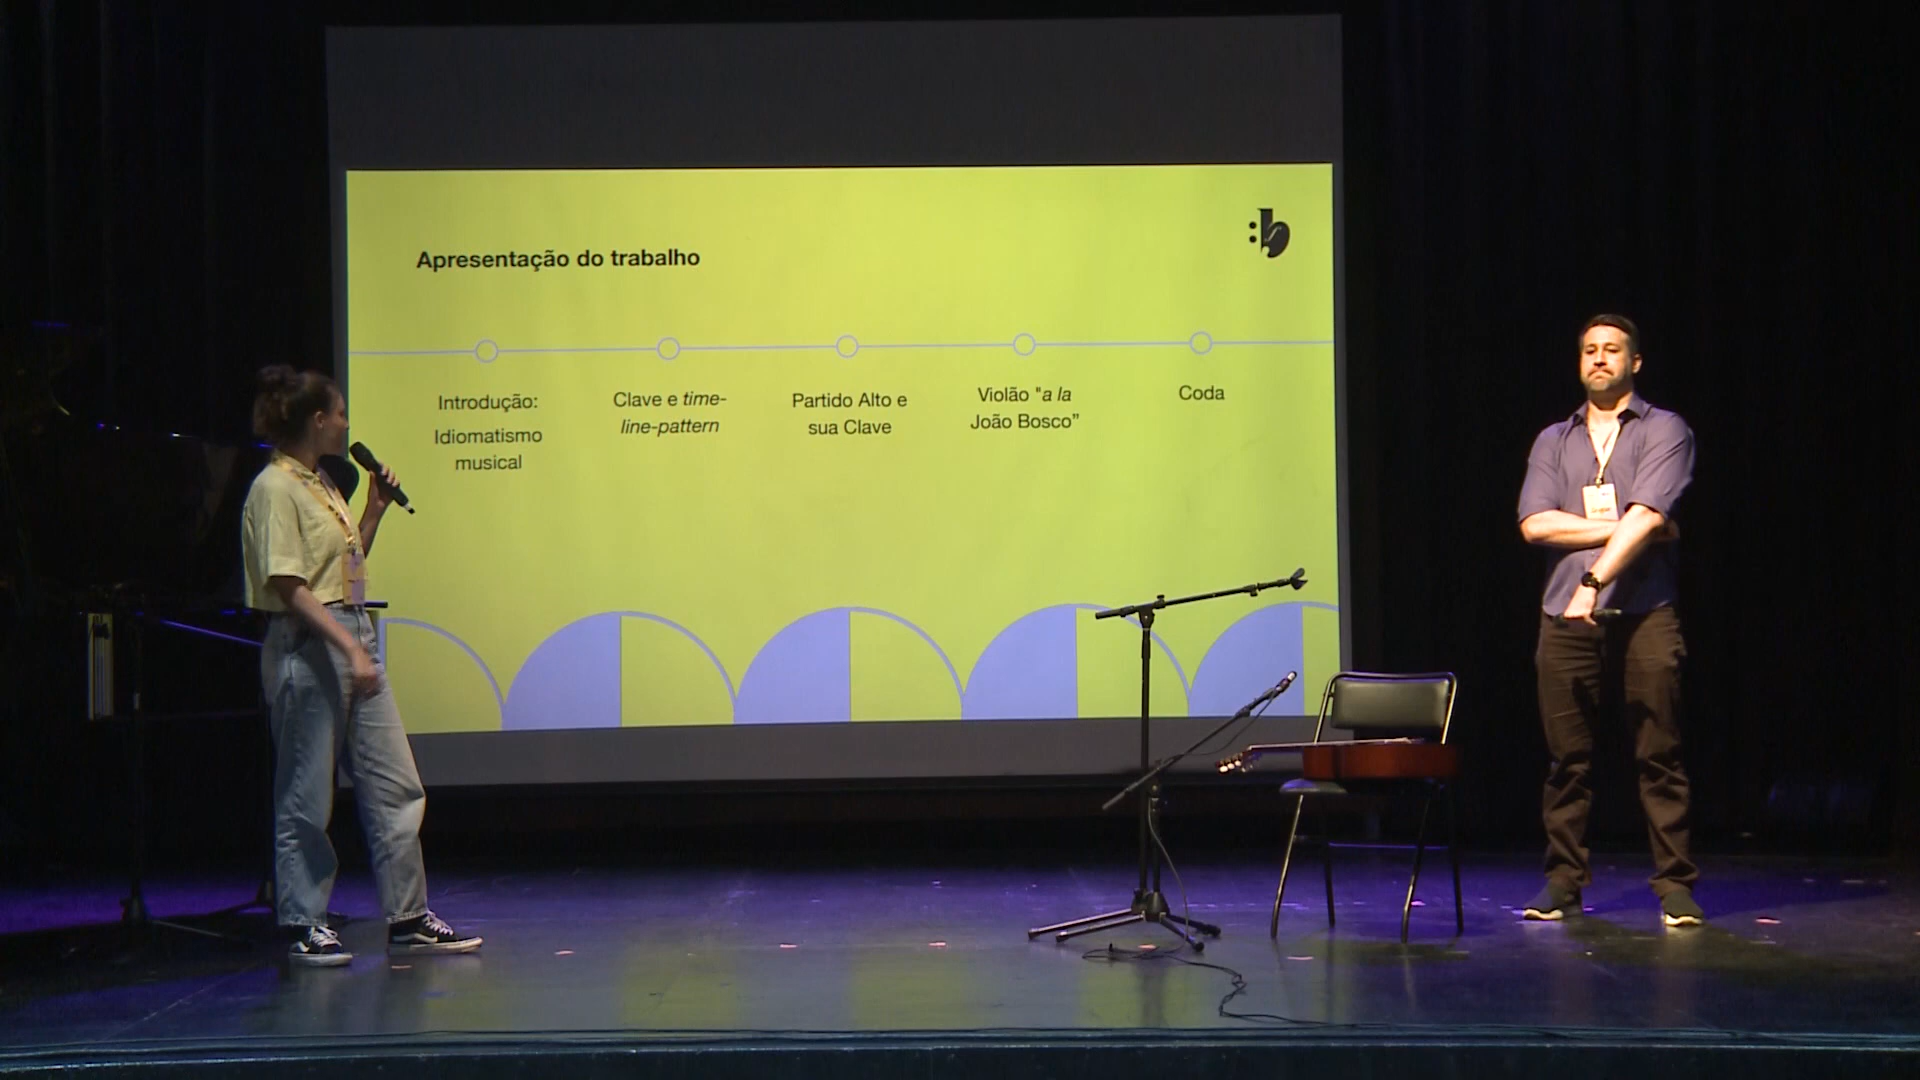 Apresentação do trabalho
Introdução:
Idiomatismo
musical
Clave e time-
line-pattern
Partido Alto e
sua Clave
Violão "a la
João Bosco”
Coda